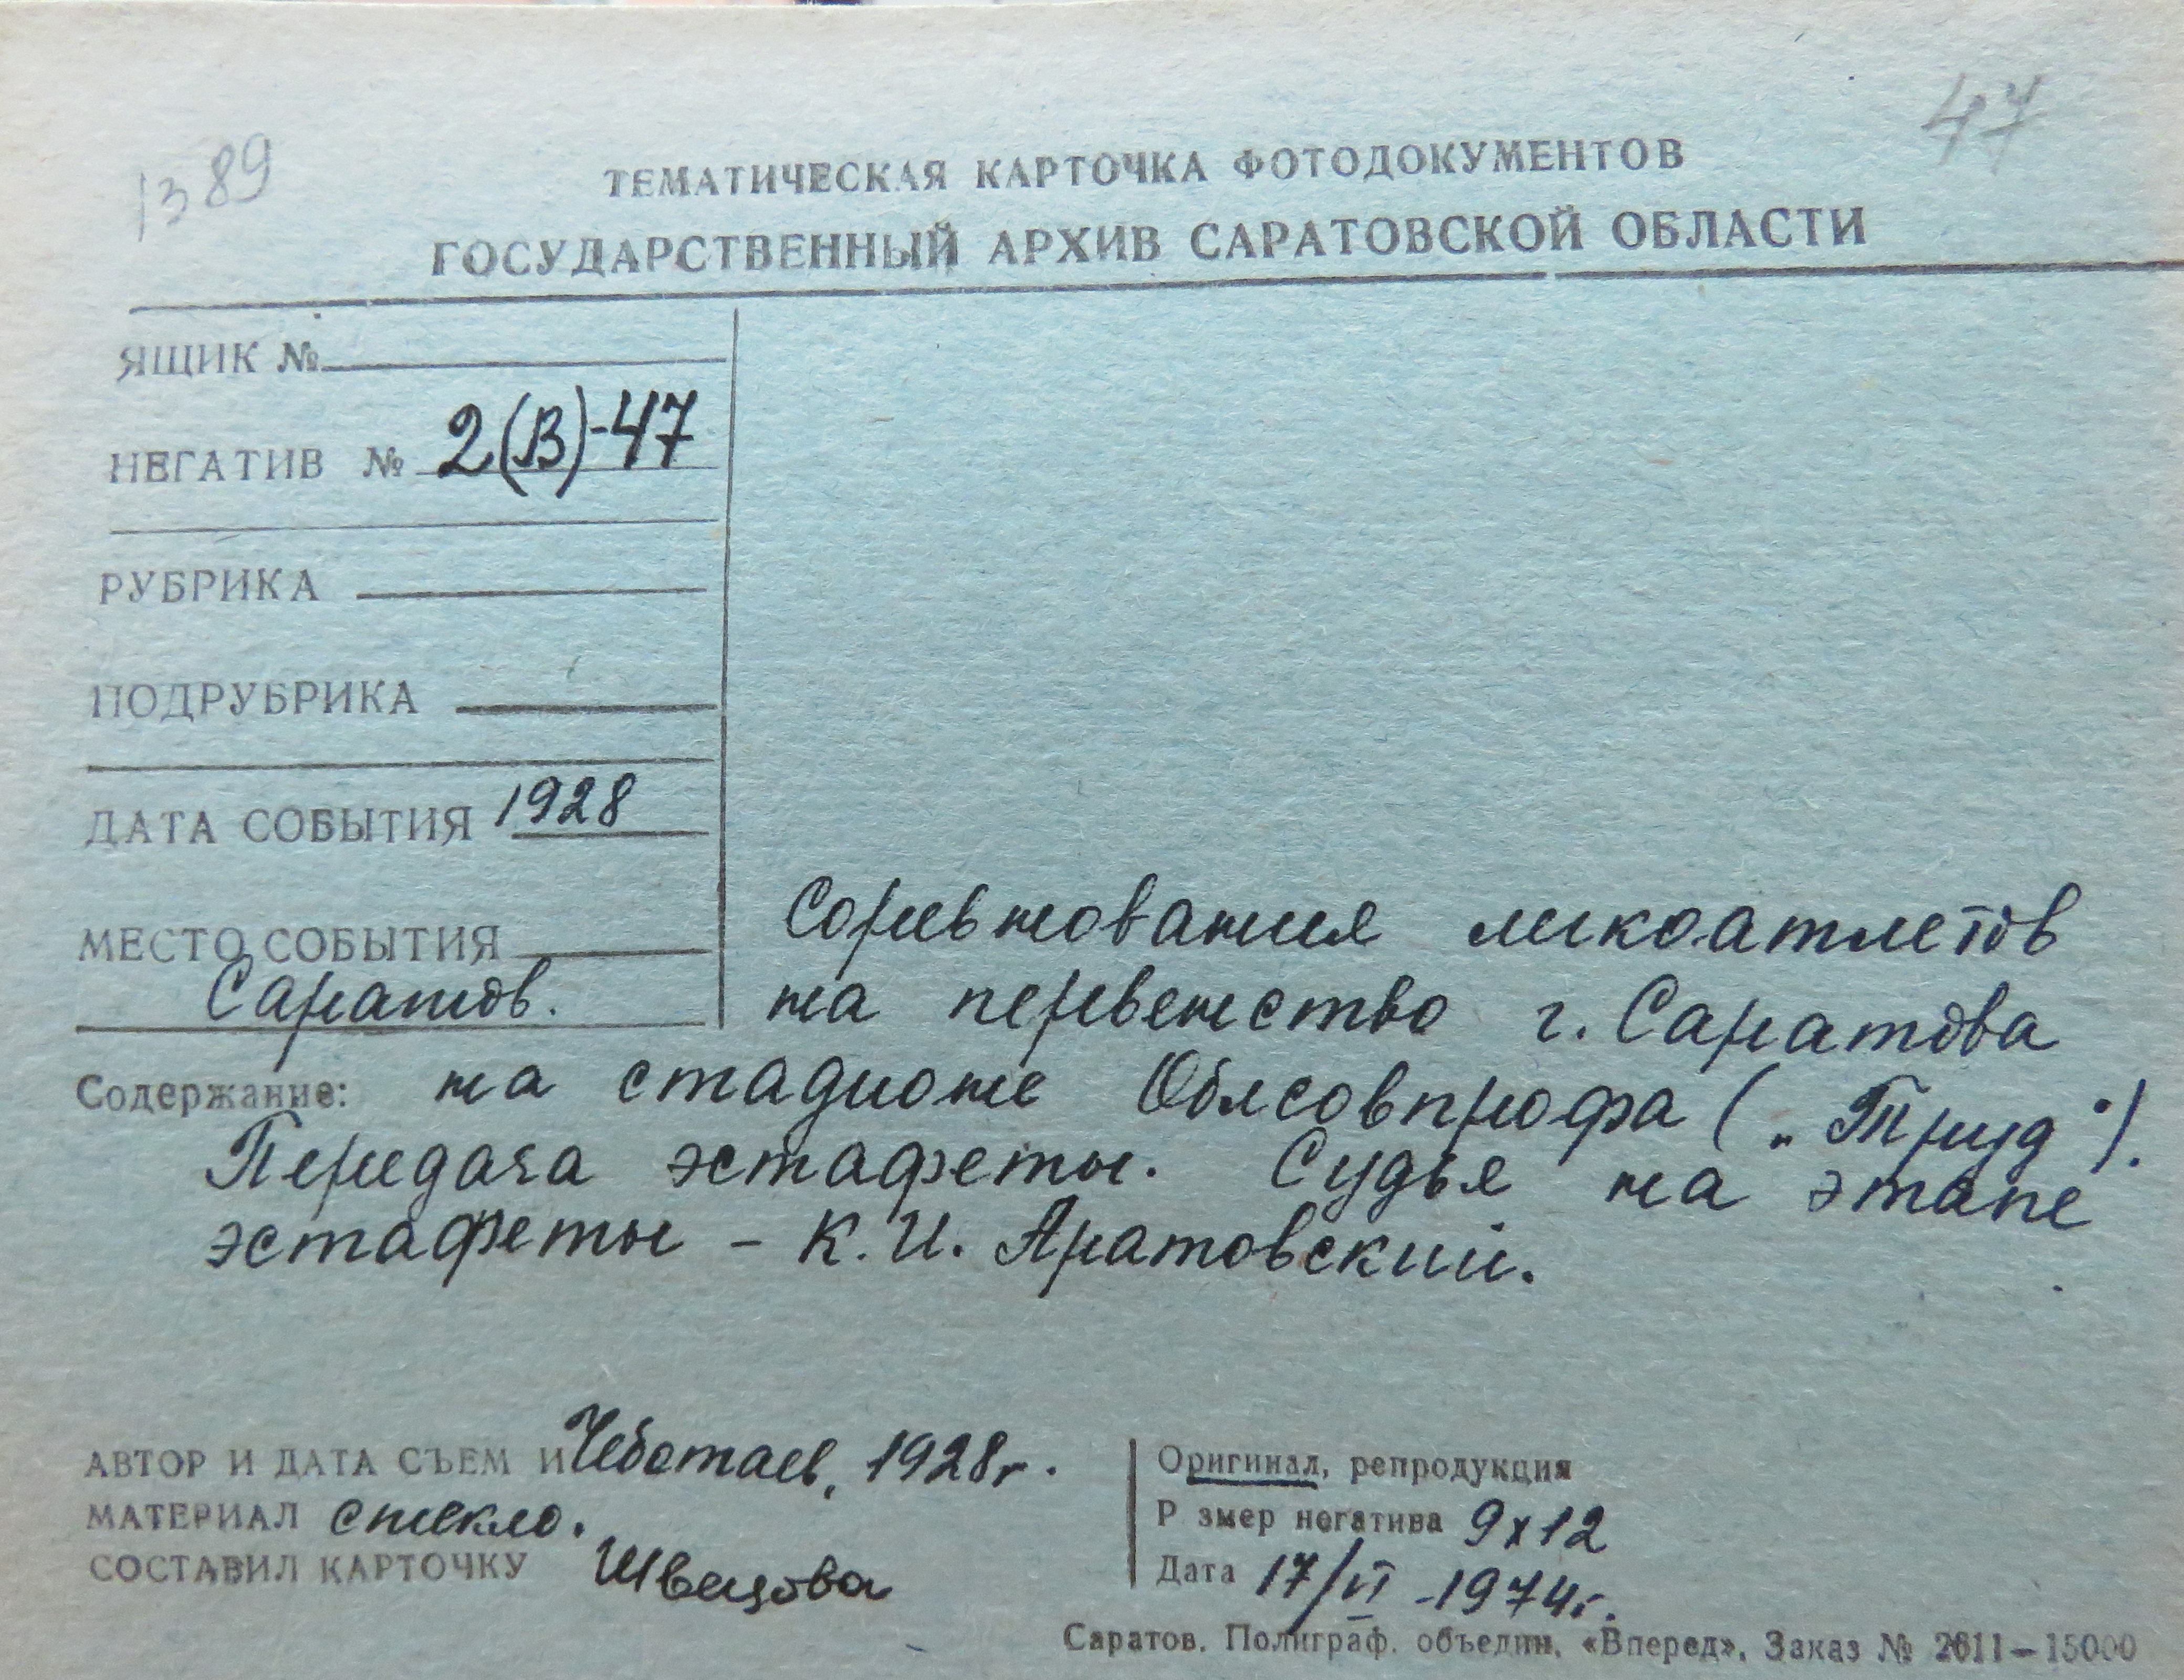 1389
47
ТЕМАТИЧЕСКАЯ КАРТОЧКА ФОТОДОКУМЕНТОВ
ГОСУДАРСТВЕННЫЙ АРХИВ САРАТОВСКОЙ ОБЛАСТИ
ЯЩИК №
НЕГАТИВ № 2(В)-47
РУБРИКА
ПОДРУБРИКА
ДАТА СОБЫТИЯ 1928
МЕСТО СОБЫТИЯ
Саратов.
Соревнования легкоатлетов
на первенство г. Саратова
Содержание: на стадионе Облсовпрофа („Труд").
Передача эстафеты. Судья на этапе
эстафеты - К. И. Аратовский.
АВТОР И ДАТА СЪЕМ И Чеботаев, 1928г.
МАТЕРИАЛ стекло.
СОСТАВИЛ КАРТОЧКУ Швецова
Оригинал, репродукция
Р змер негатива 9х12
Дата 17/VI-1974г.
Саратов. Полиграф. объедин. «Вперед». Заказ № 2611—15000